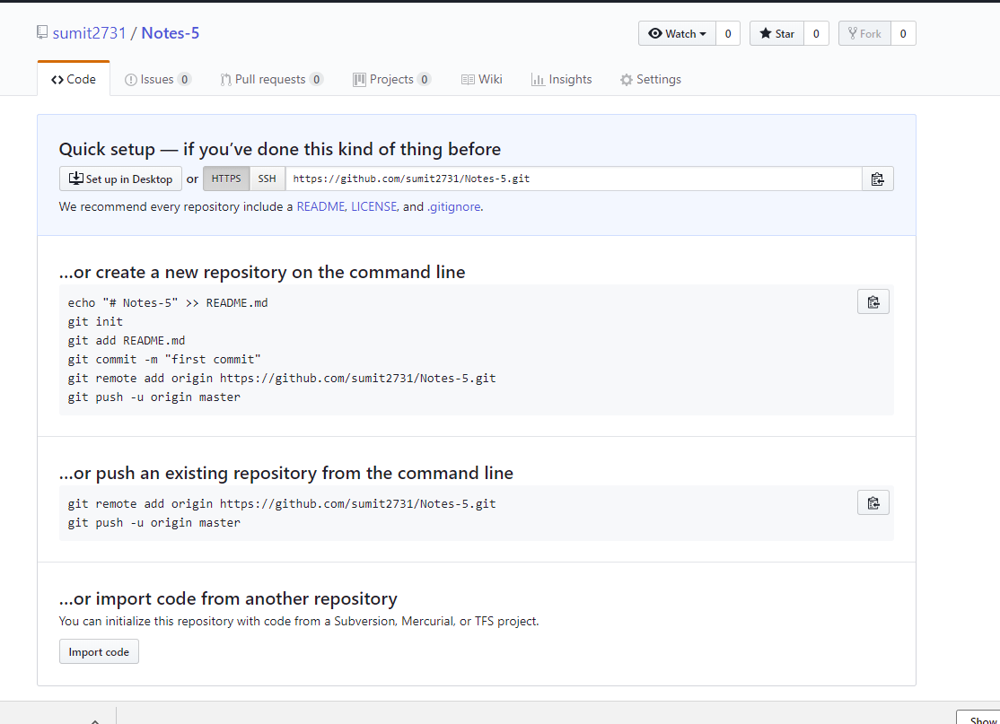 sumit2731 / Notes-5
Watch 0 Star 0 Fork 0
Code Issues 0 Pull requests 0 Projects 0 Wiki Insights Settings
Quick setup — if you’ve done this kind of thing before
Set up in Desktop or HTTPS SSH https://github.com/sumit2731/Notes-5.git
We recommend every repository include a README, LICENSE, and .gitignore.
…or create a new repository on the command line
echo "# Notes-5" >> README.md
git init
git add README.md
git commit -m "first commit"
git remote add origin https://github.com/sumit2731/Notes-5.git
git push -u origin master
…or push an existing repository from the command line
git remote add origin https://github.com/sumit2731/Notes-5.git
git push -u origin master
…or import code from another repository
You can initialize this repository with code from a Subversion, Mercurial, or TFS project.
Import code
Show